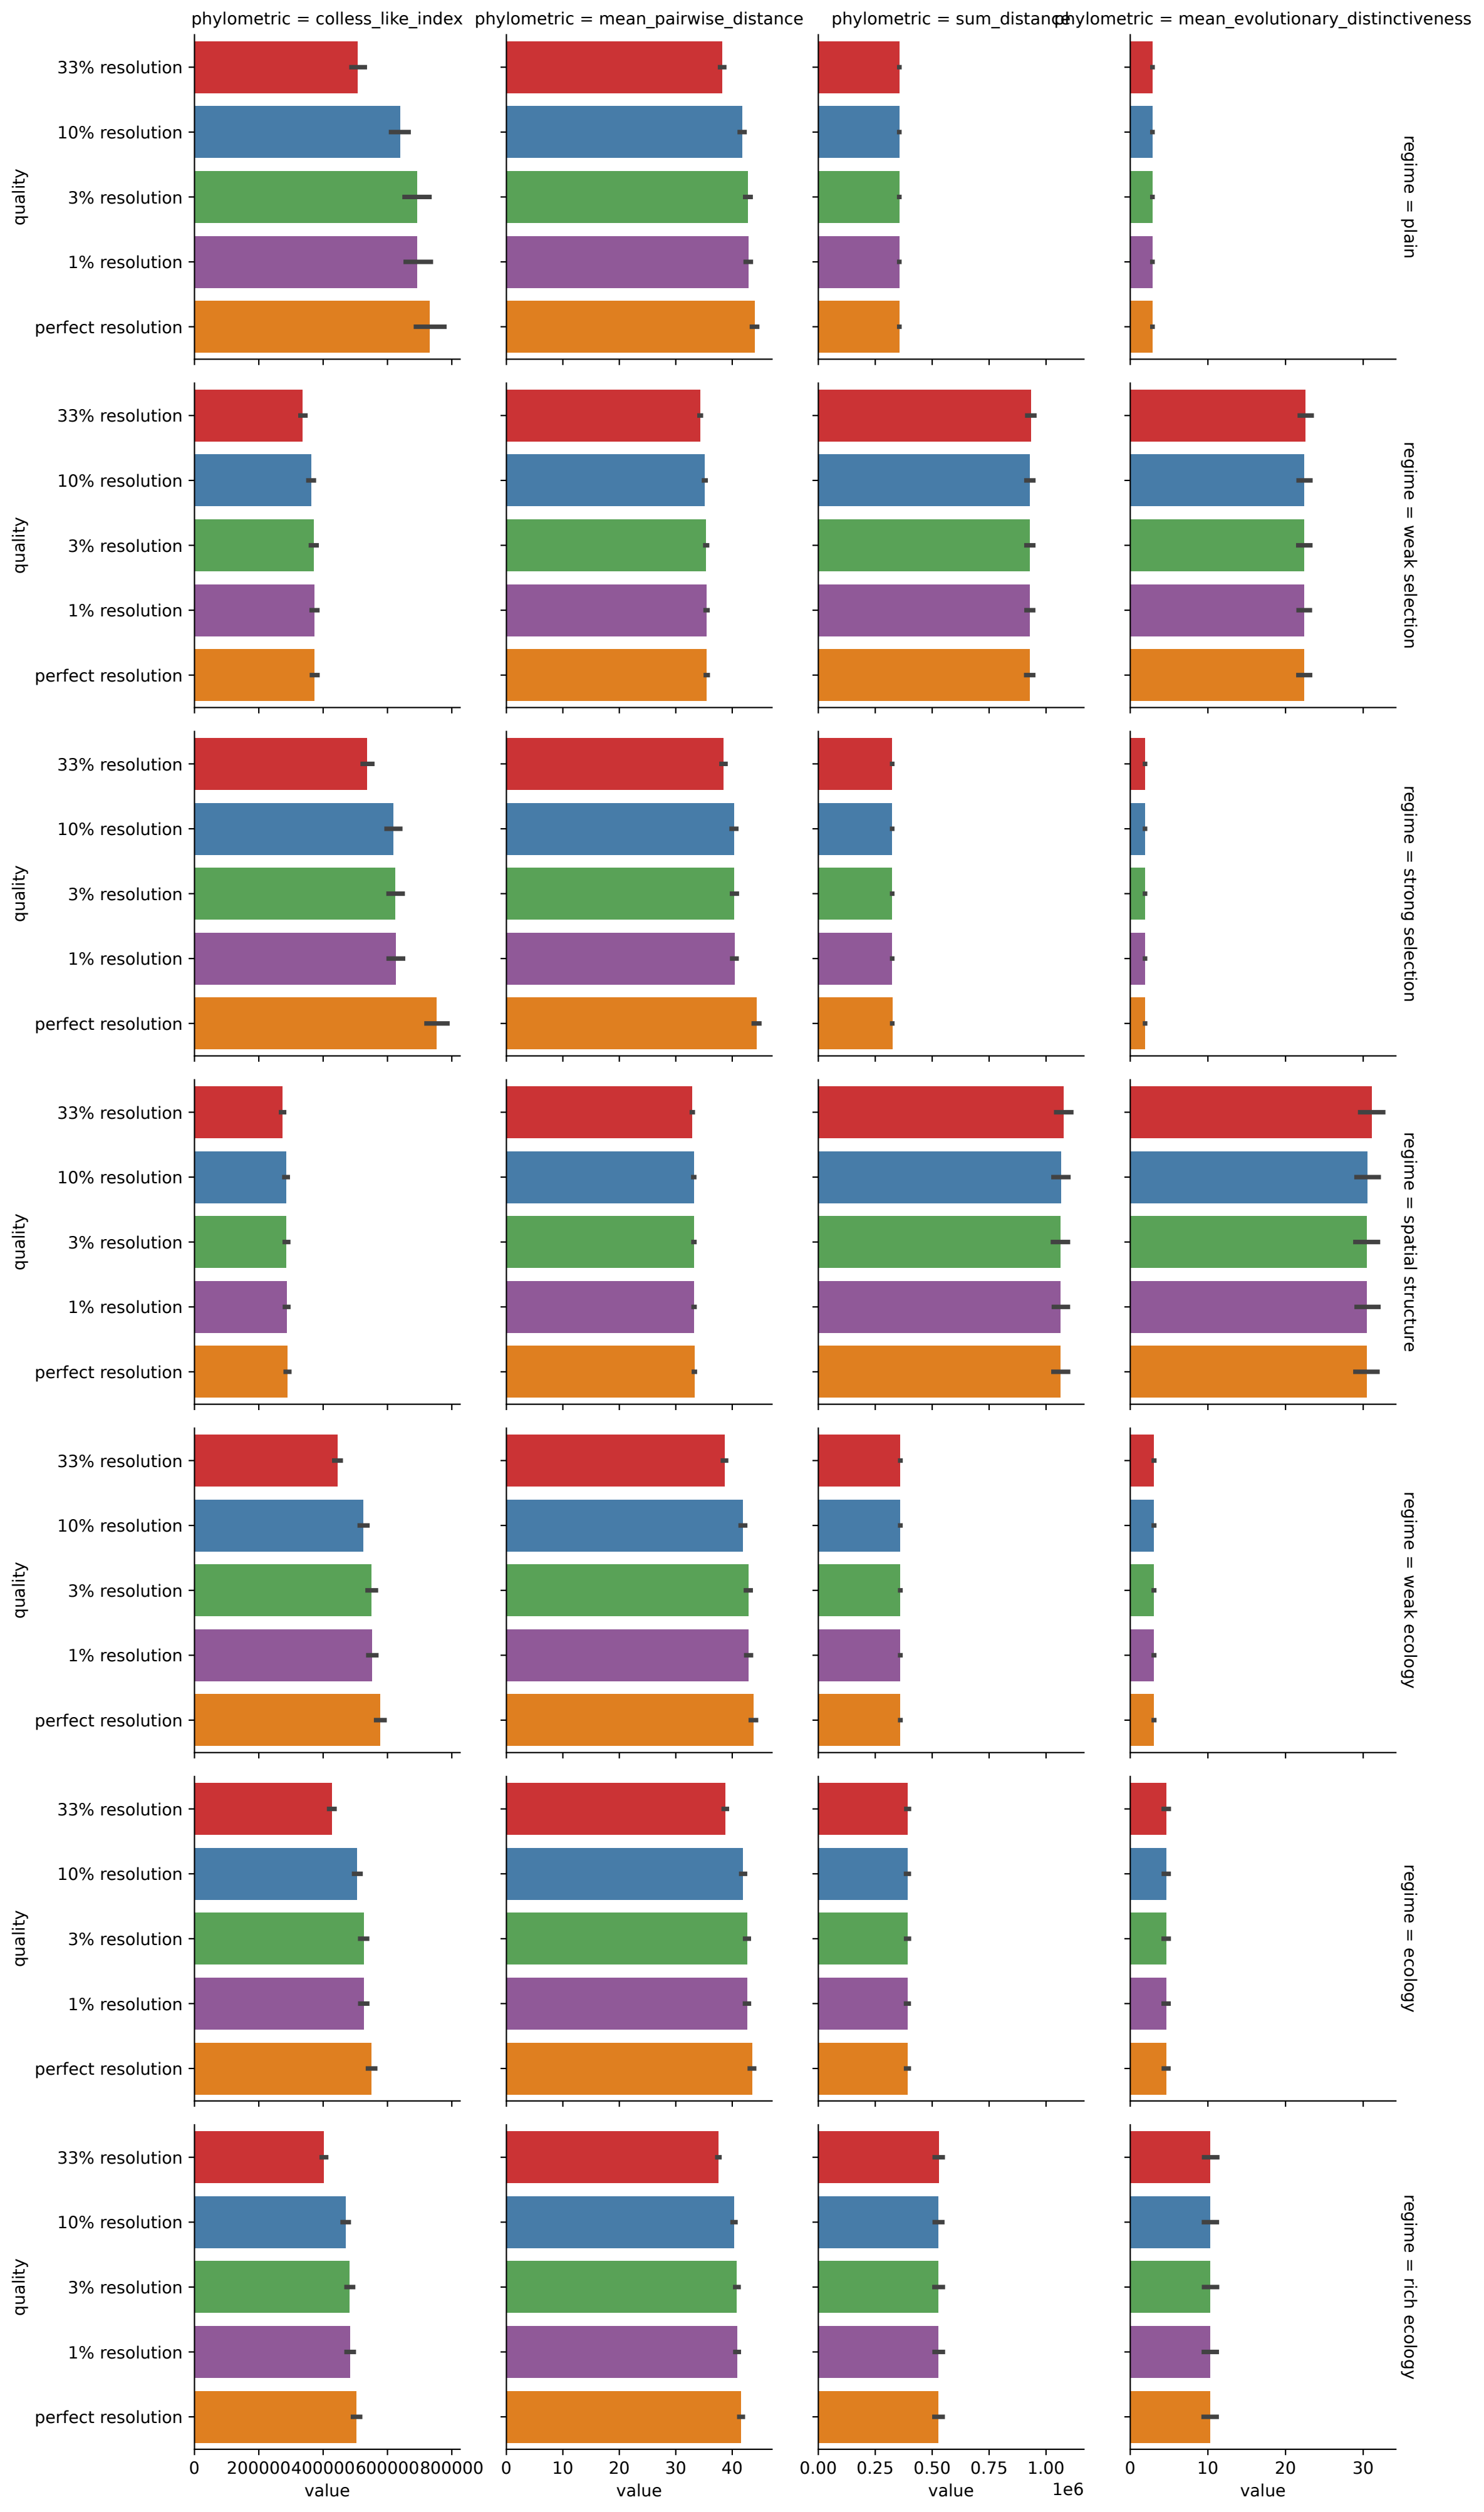 phylometric = colless_like_index
phylometric = mean_pairwise_distance
phylometric = sum_distance
phylometric = mean_evolutionary_distinctiveness
33% resolution
10% resolution
3% resolution
1% resolution
perfect resolution
quality
regime = plain
33% resolution
10% resolution
3% resolution
1% resolution
perfect resolution
quality
regime = weak selection
33% resolution
10% resolution
3% resolution
1% resolution
perfect resolution
quality
regime = strong selection
33% resolution
10% resolution
3% resolution
1% resolution
perfect resolution
quality
regime = spatial structure
33% resolution
10% resolution
3% resolution
1% resolution
perfect resolution
quality
regime = weak ecology
33% resolution
10% resolution
3% resolution
1% resolution
perfect resolution
quality
regime = ecology
33% resolution
10% resolution
3% resolution
1% resolution
perfect resolution
quality
regime = rich ecology
0 200000 400000 600000 800000
value
0 10 20 30 40
value
0.00 0.25 0.50 0.75 1.00
1e6
value
0 10 20 30
value